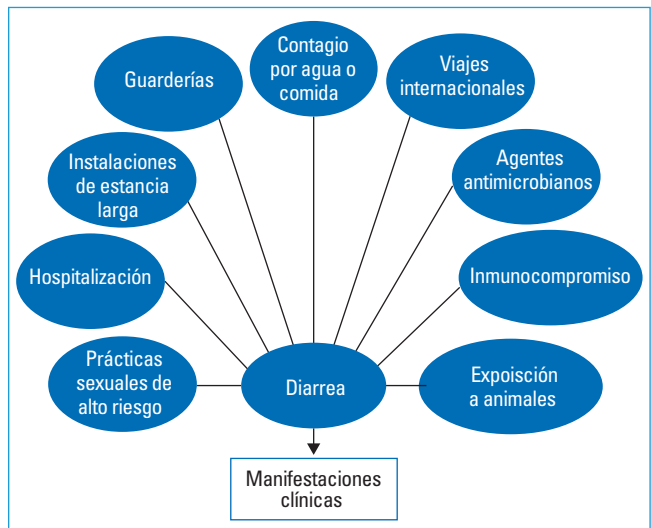 Contagio
por agua o
comida
Guarderías
Viajes
internacionales
Instalaciones
de estancia
larga
Agentes
antimicrobianos
Hospitalización
Inmunocompromiso
Prácticas
sexuales de
alto riesgo
Diarrea
Expoisción
a animales
Manifestaciones
clínicas